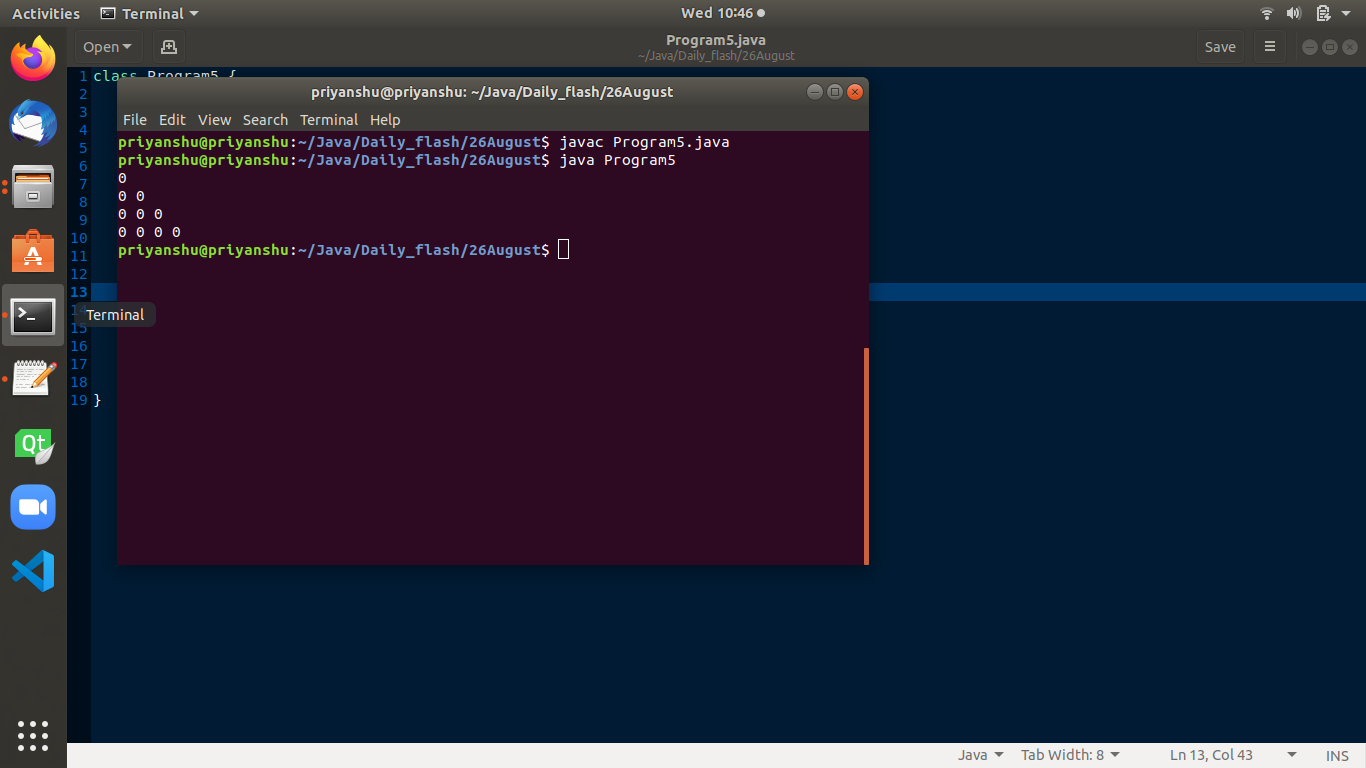 Activities Terminal Wed 10:46
Open Program5.java Save
~/Java/Daily_flash/26August
1 class Program5 {
2
3
4
5
6
7
8
9
10
11
12
13
14
15
16
17
18
19 }
priyanshu@priyanshu: ~/Java/Daily_flash/26August
File Edit View Search Terminal Help
priyanshu@priyanshu:~/Java/Daily_flash/26August$ javac Program5.java
priyanshu@priyanshu:~/Java/Daily_flash/26August$ java Program5
0
0 0
0 0 0
0 0 0 0
priyanshu@priyanshu:~/Java/Daily_flash/26August$
Terminal
Qt
Java Tab Width: 8 Ln 13, Col 43 INS